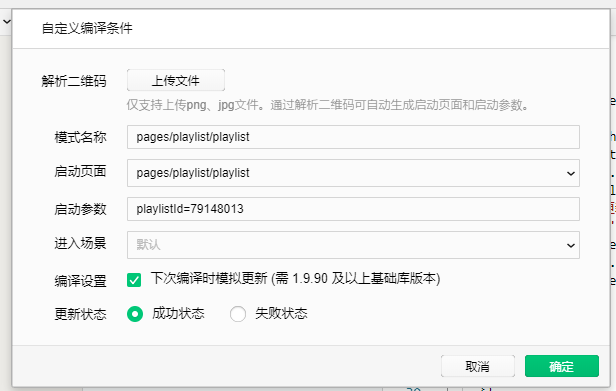 自定义编译条件
解析二维码 上传文件
仅支持上传png、jpg文件。通过解析二维码可自动生成启动页面和启动参数。
模式名称 pages/playlist/playlist
启动页面 pages/playlist/playlist
启动参数 playlistId=79148013
进入场景 默认
编译设置 下次编译时模拟更新 (需 1.9.90 及以上基础库版本)
更新状态 成功状态 失败状态
取消 确定